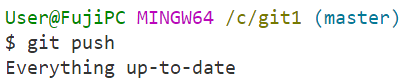 User@FujiPC MINGW64 /c/git1 (master)
$ git push
Everything up-to-date